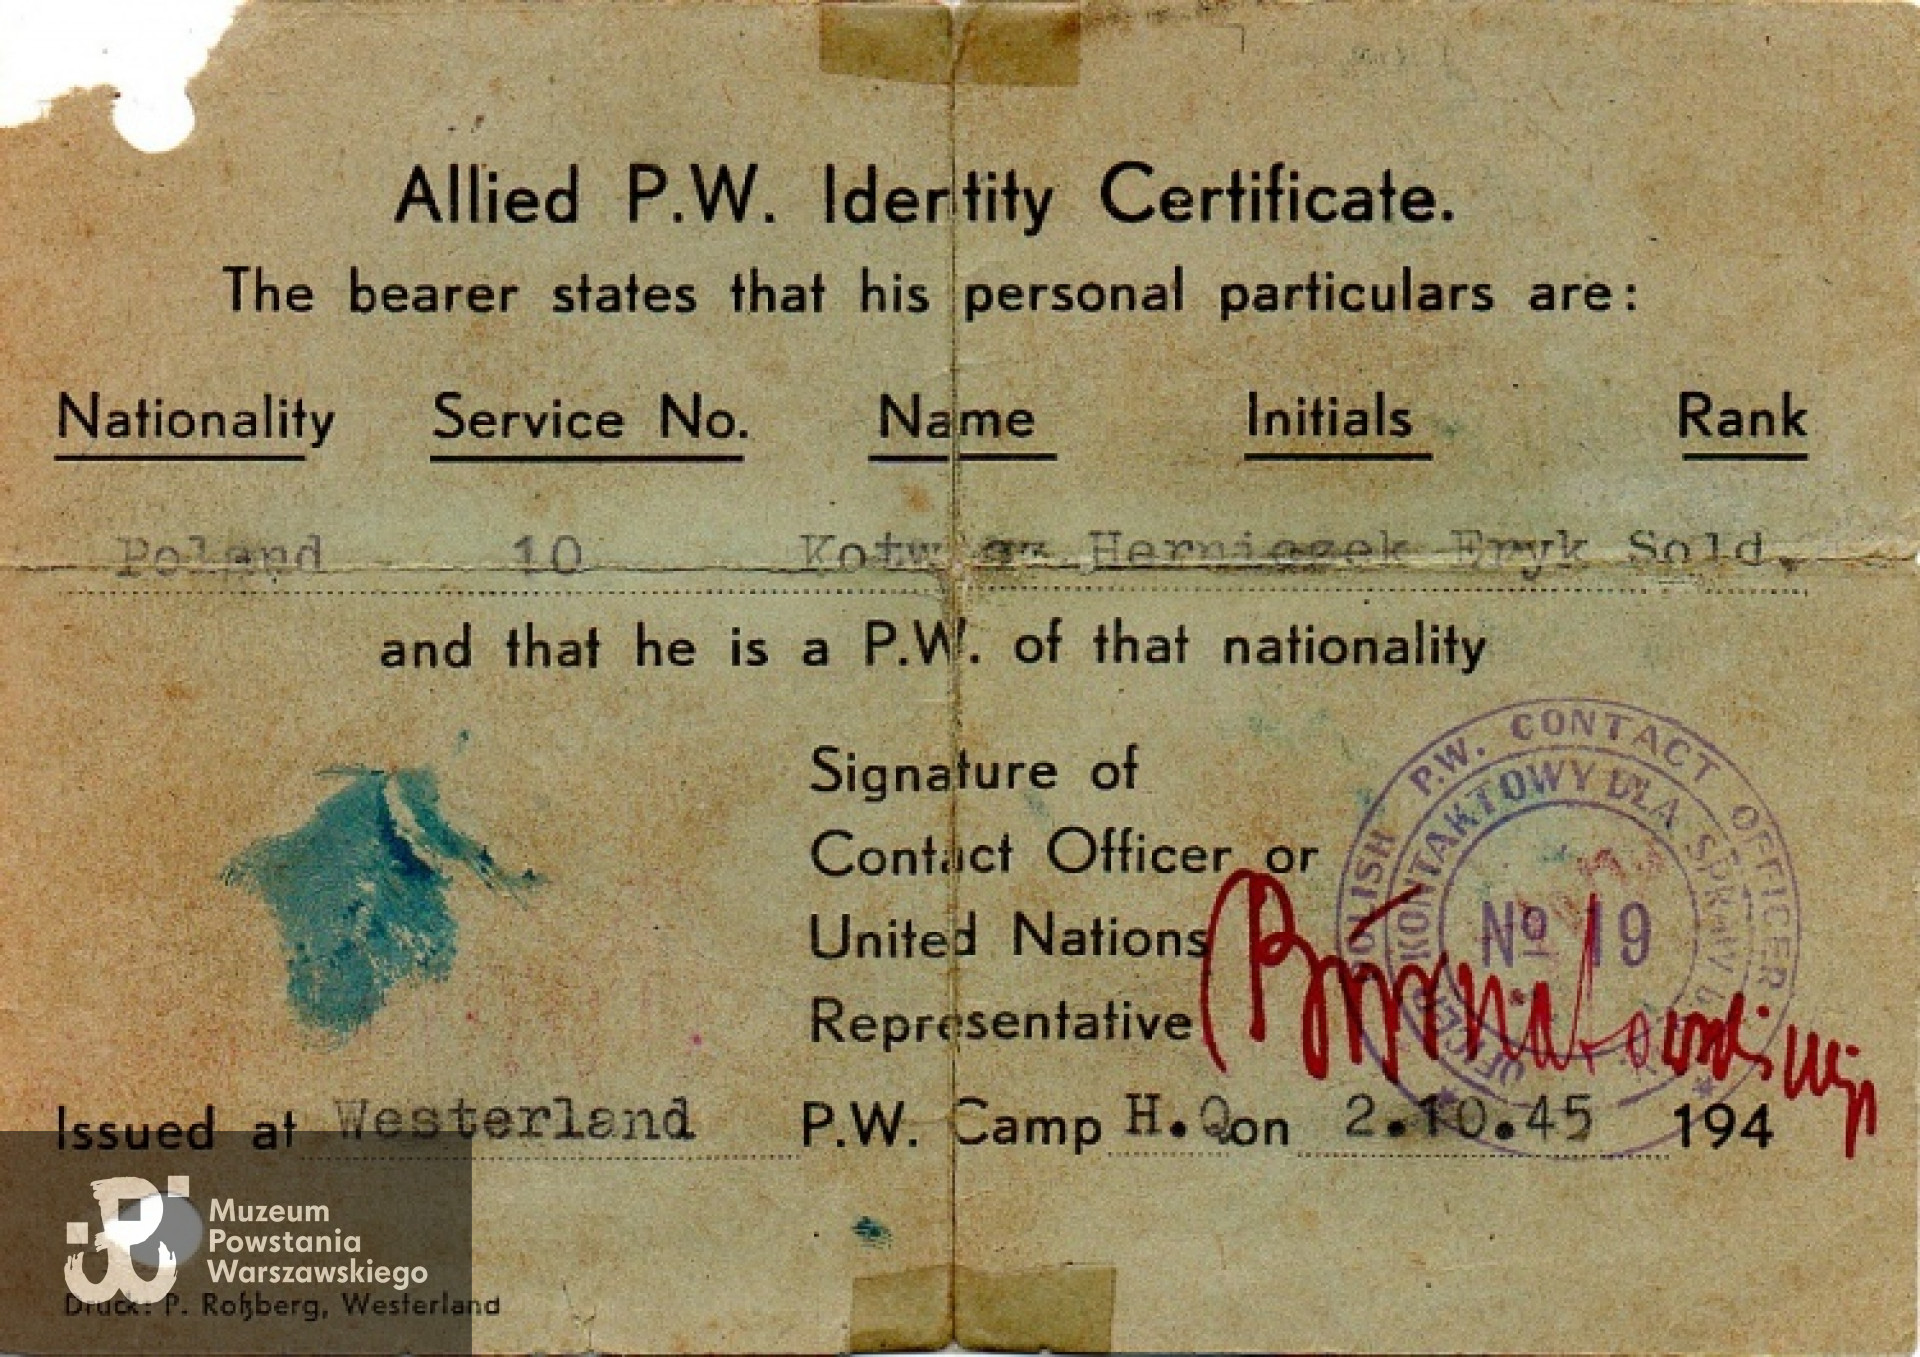 Allied P.W. Identity Certificate.
The bearer states that his personal particulars are:
Nationality Service No. Name Initials Rank
Poland 10 Eryk Sold.
and that he is a P.W. of that nationality
Signature of
Contact Officer or
United Nations
Representative
POLISH P.W. CONTACT OFFICER
OFICER KONTAKTOWY DLA SPRAW
No 19
Issued at Westerland P.W. Camp H.Q. on 2.10.45 194
Muzeum
Powstania
Warszawskiego
Druck: P. Roßberg, Westerland